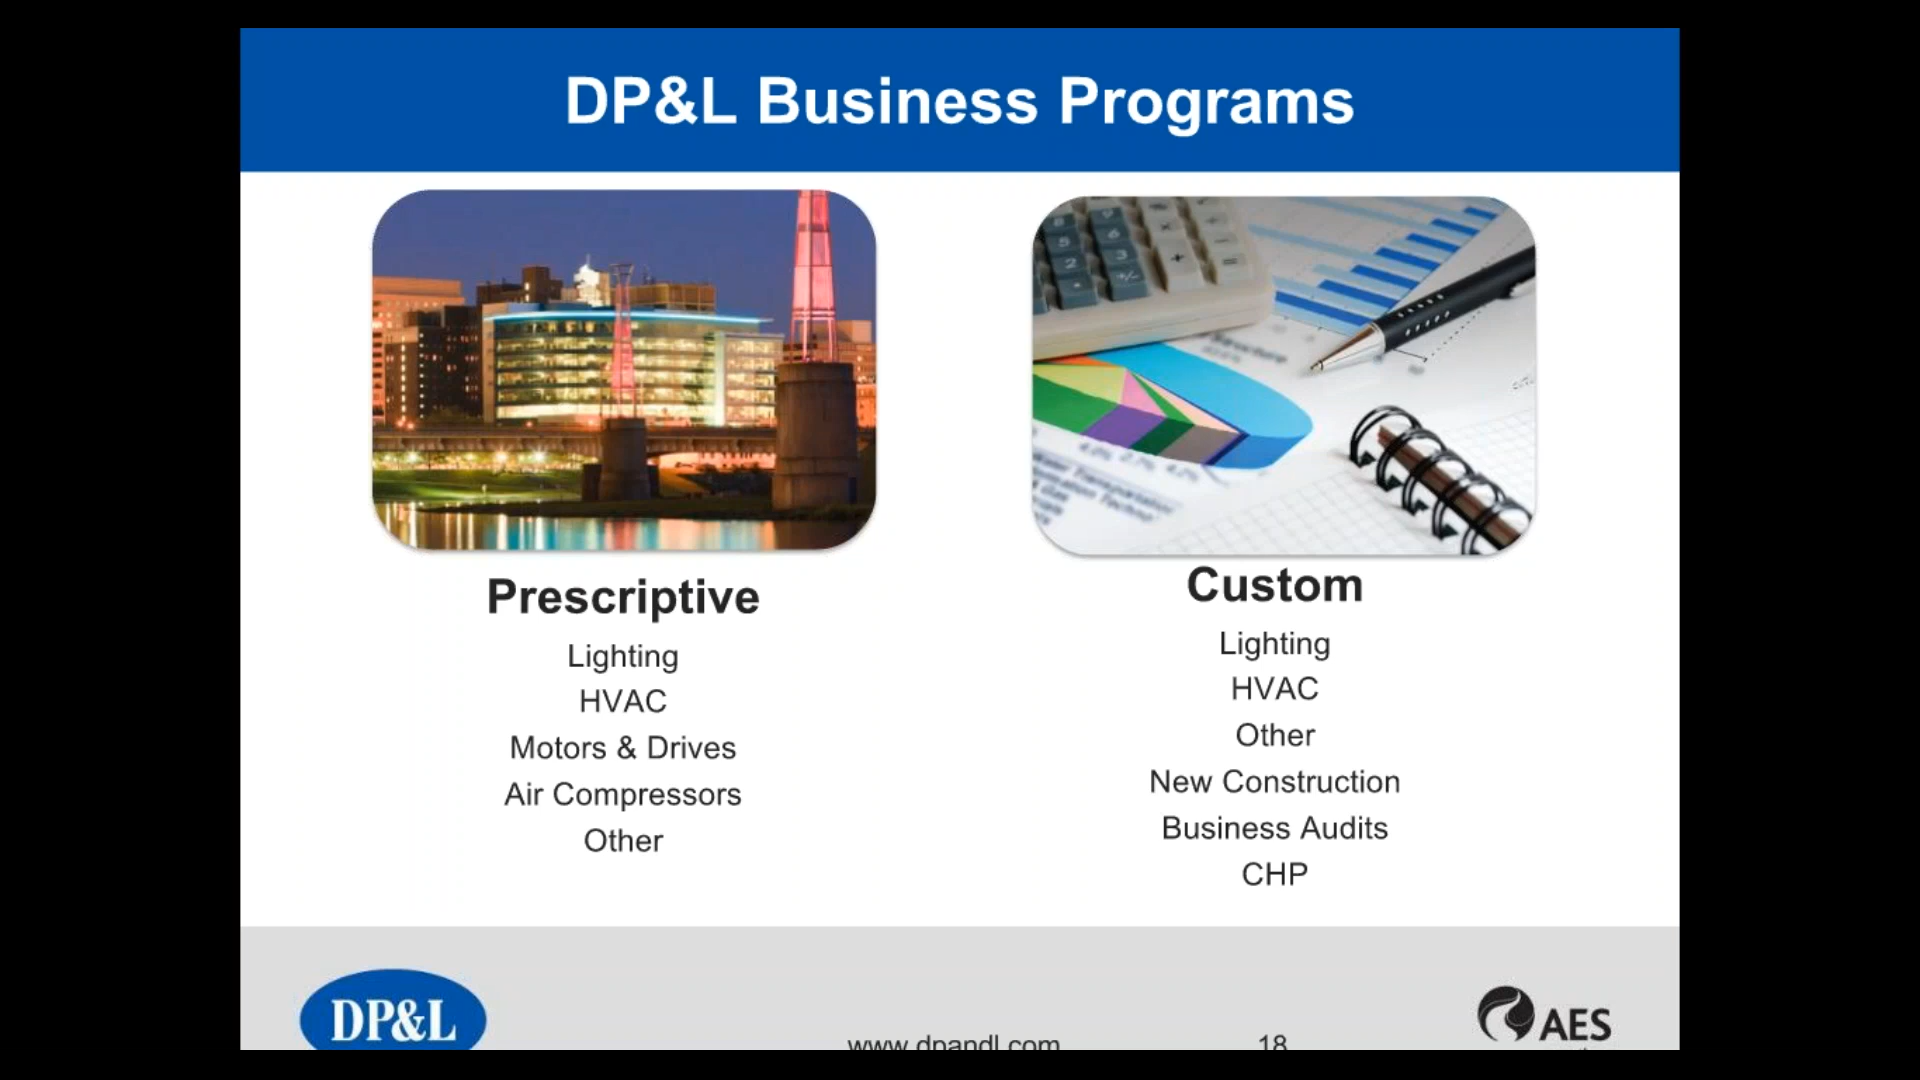 DP&L Business Programs
Prescriptive
Lighting
HVAC
Motors & Drives
Air Compressors
Other
Custom
Lighting
HVAC
Other
New Construction
Business Audits
CHP
DP&L
www.dpandl.com
18
AES